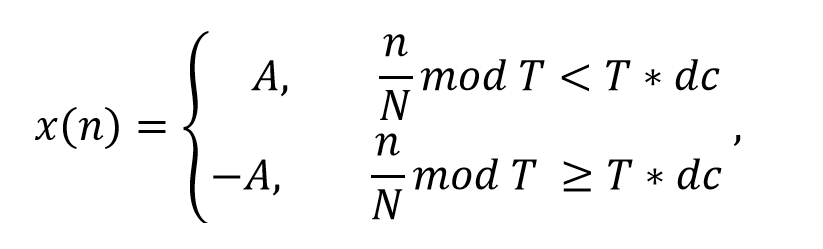 x(n) = { A, n/N mod T < T * dc
-A, n/N mod T ≥ T * dc ,